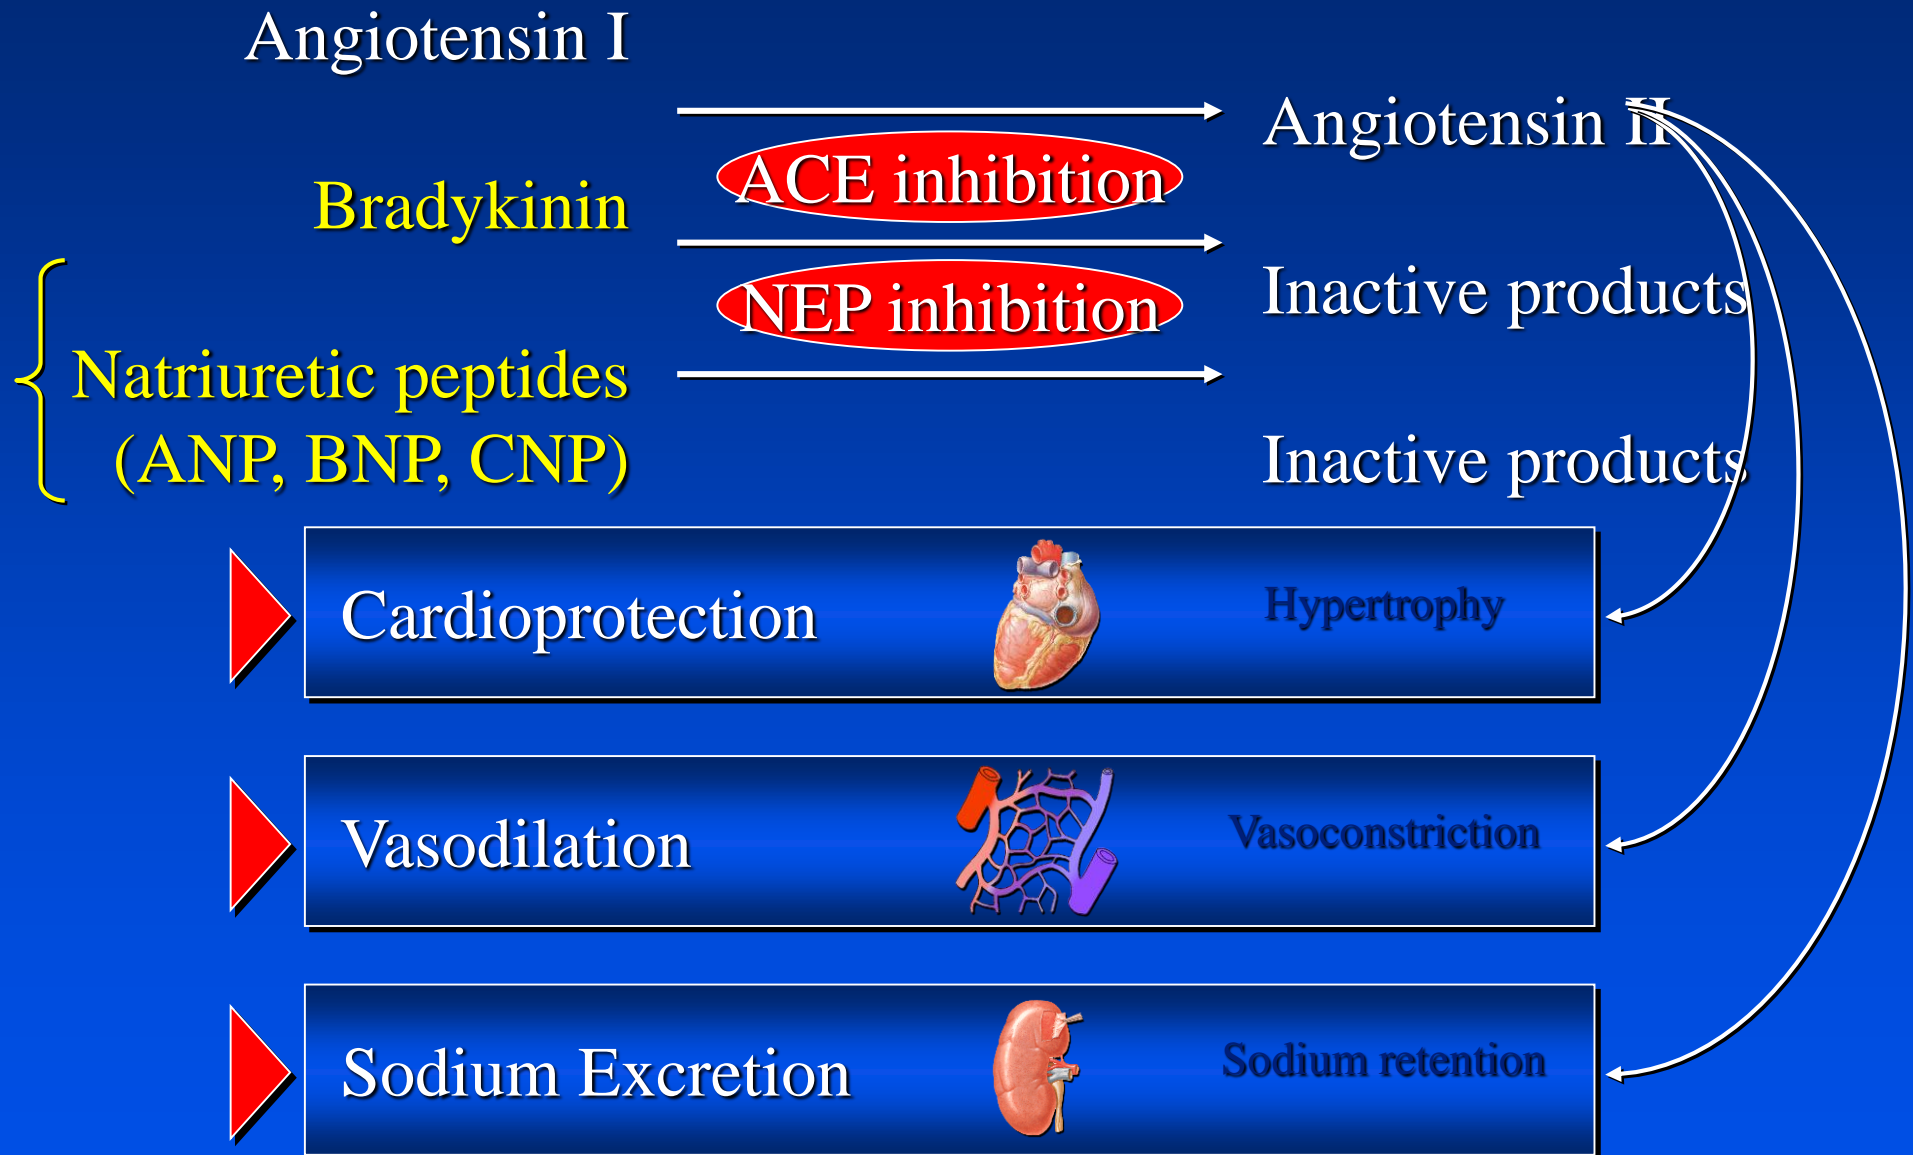 Angiotensin I
Angiotensin II
ACE inhibition
Bradykinin
Inactive products
NEP inhibition
Natriuretic peptides
(ANP, BNP, CNP)
Inactive products
Cardioprotection
Hypertrophy
Vasodilation
Vasoconstriction
Sodium Excretion
Sodium retention